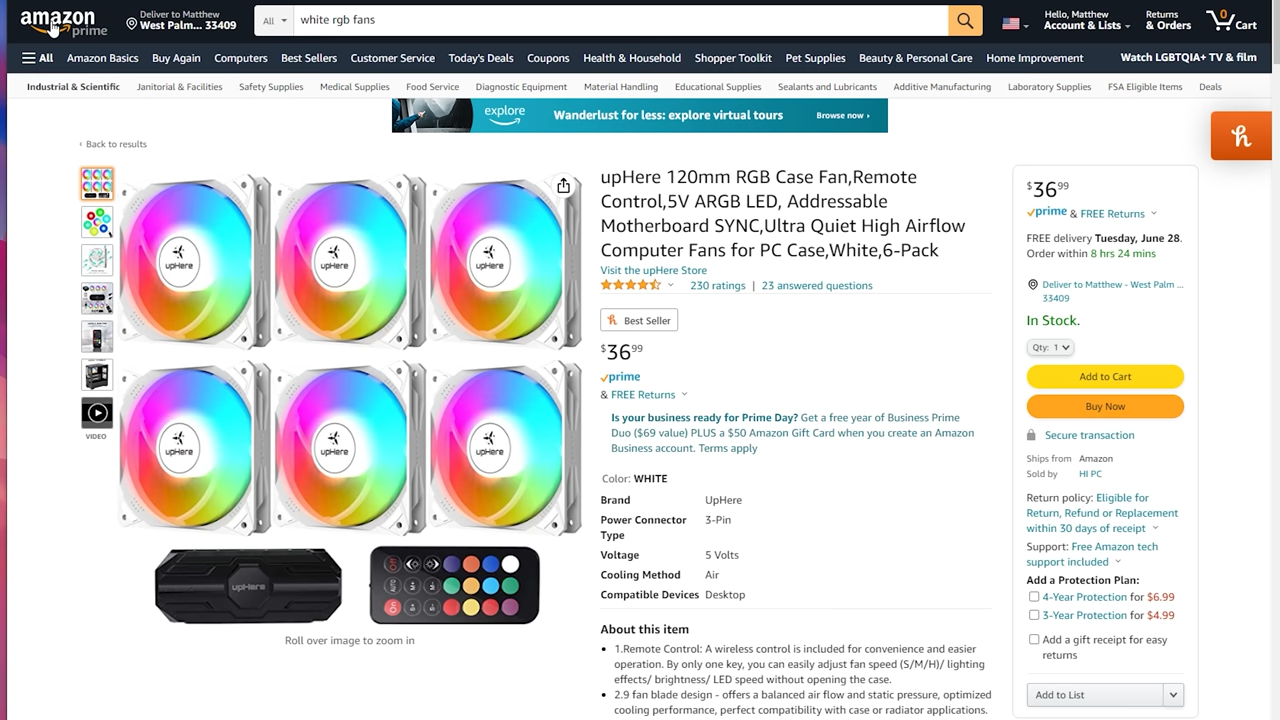 amazon
prime
Deliver to Matthew
West Palm... 33409
All
white rgb fans
Hello, Matthew
Account & Lists
Returns
& Orders
0
Cart
All
Amazon Basics
Buy Again
Computers
Best Sellers
Customer Service
Today's Deals
Coupons
Health & Household
Shopper Toolkit
Pet Supplies
Beauty & Personal Care
Home Improvement
Watch LGBTQIA+ TV & film
Industrial & Scientific
Janitorial & Facilities
Safety Supplies
Medical Supplies
Food Service
Diagnostic Equipment
Material Handling
Educational Supplies
Sealants and Lubricants
Additive Manufacturing
Laboratory Supplies
FSA Eligible Items
Deals
explore
Wanderlust for less: explore virtual tours
Browse now ›
‹ Back to results
h
upHere
upHere
upHere
upHere
upHere
upHere
upHere
Off
AUTO
On
M+
M-
S+
S-
VIDEO
Roll over image to zoom in
upHere 120mm RGB Case Fan,Remote
Control,5V ARGB LED, Addressable
Motherboard SYNC,Ultra Quiet High Airflow
Computer Fans for PC Case,White,6-Pack
Visit the upHere Store
230 ratings | 23 answered questions
h Best Seller
$36 99
prime
& FREE Returns
Is your business ready for Prime Day? Get a free year of Business Prime
Duo ($69 value) PLUS a $50 Amazon Gift Card when you create an Amazon
Business account. Terms apply
Color: WHITE
Brand UpHere
Power Connector 3-Pin
Type
Voltage 5 Volts
Cooling Method Air
Compatible Devices Desktop
About this item
• 1.Remote Control: A wireless control is included for convenience and easier
operation. By only one key, you can easily adjust fan speed (S/M/H)/ lighting
effects/ brightness/ LED speed without opening the case.
• 2.9 fan blade design - offers a balanced air flow and static pressure, optimized
cooling performance, perfect compatibility with case or radiator applications.
$36 99
prime & FREE Returns
FREE delivery Tuesday, June 28.
Order within 8 hrs 24 mins
Deliver to Matthew - West Palm ...
33409
In Stock.
Qty: 1
Add to Cart
Buy Now
Secure transaction
Ships from Amazon
Sold by HI PC
Return policy: Eligible for
Return, Refund or Replacement
within 30 days of receipt
Support: Free Amazon tech
support included
Add a Protection Plan:
4-Year Protection for $6.99
3-Year Protection for $4.99
Add a gift receipt for easy
returns
Add to List